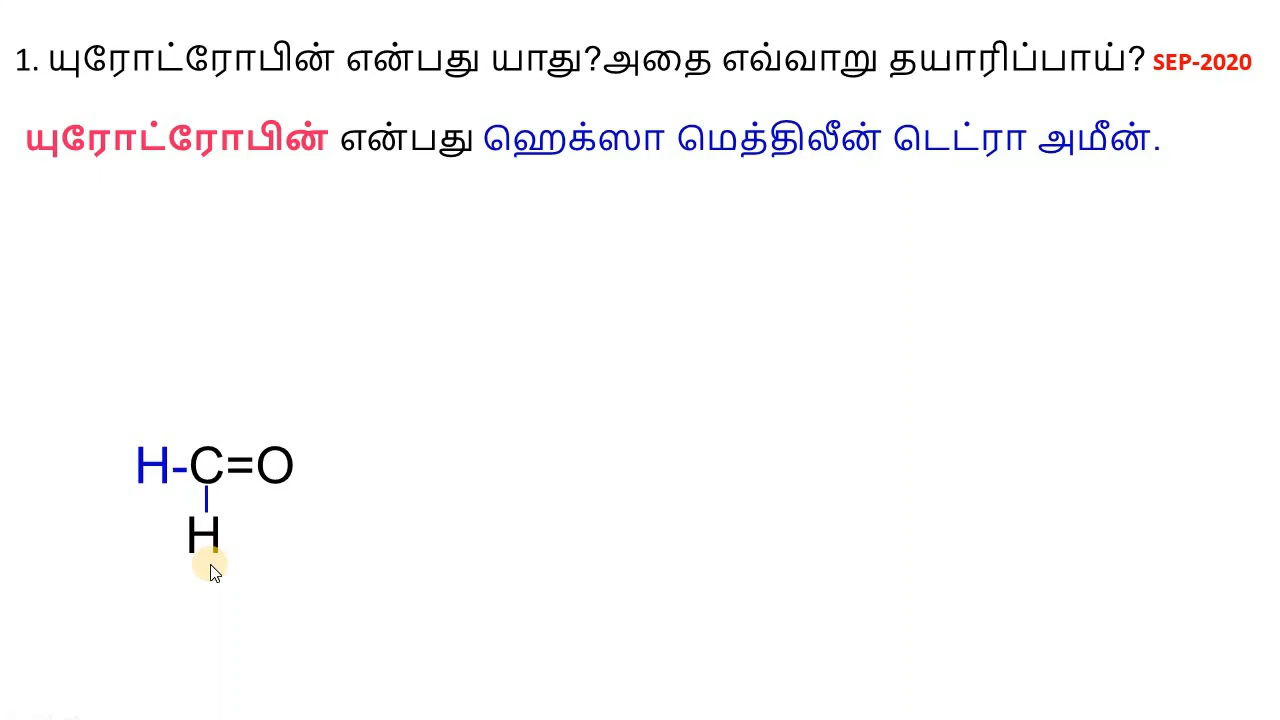 1. யுரோட்ரோபின் என்பது யாது?அதை எவ்வாறு தயாரிப்பாய்? SEP-2020
யுரோட்ரோபின் என்பது ஹெக்ஸா மெத்திலீன் டெட்ரா அமீன்.
H-C=O
H